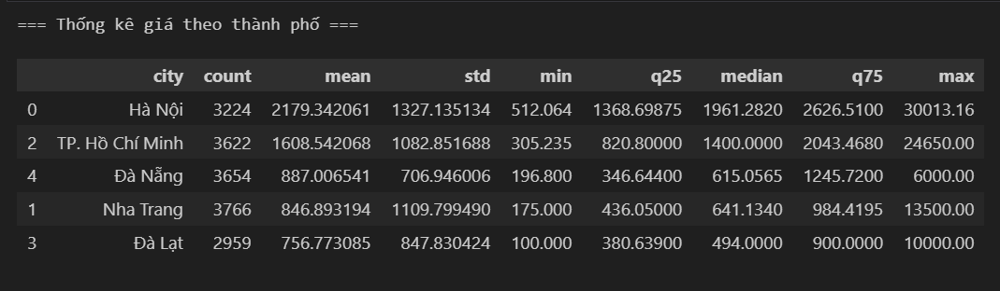 === Thống kê giá theo thành phố ===
city count mean std min q25 median q75 max
0 Hà Nội 3224 2179.342061 1327.135134 512.064 1368.69875 1961.2820 2626.5100 30013.16
2 TP. Hồ Chí Minh 3622 1608.542068 1082.851688 305.235 820.80000 1400.0000 2043.4680 24650.00
4 Đà Nẵng 3654 887.006541 706.946006 196.800 346.64400 615.0565 1245.7200 6000.00
1 Nha Trang 3766 846.893194 1109.799490 175.000 436.05000 641.1340 984.4195 13500.00
3 Đà Lạt 2959 756.773085 847.830424 100.000 380.63900 494.0000 900.0000 10000.00